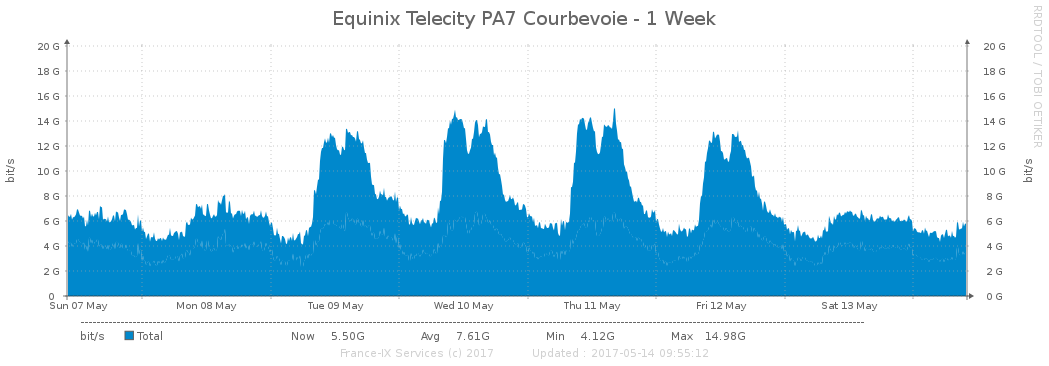 Equinix Telecity PA7 Courbevoie - 1 Week
RRDTOOL / TOBI OETIKER
bit/s
20 G 20 G
18 G 18 G
16 G 16 G
14 G 14 G
12 G 12 G
10 G 10 G
8 G 8 G
6 G 6 G
4 G 4 G
2 G 2 G
0 0 G
bit/s
Sun 07 May Mon 08 May Tue 09 May Wed 10 May Thu 11 May Fri 12 May Sat 13 May
bit/s Total Now 5.50G Avg 7.61G Min 4.12G Max 14.98G
France-IX Services (c) 2017 Updated : 2017-05-14 09:55:12